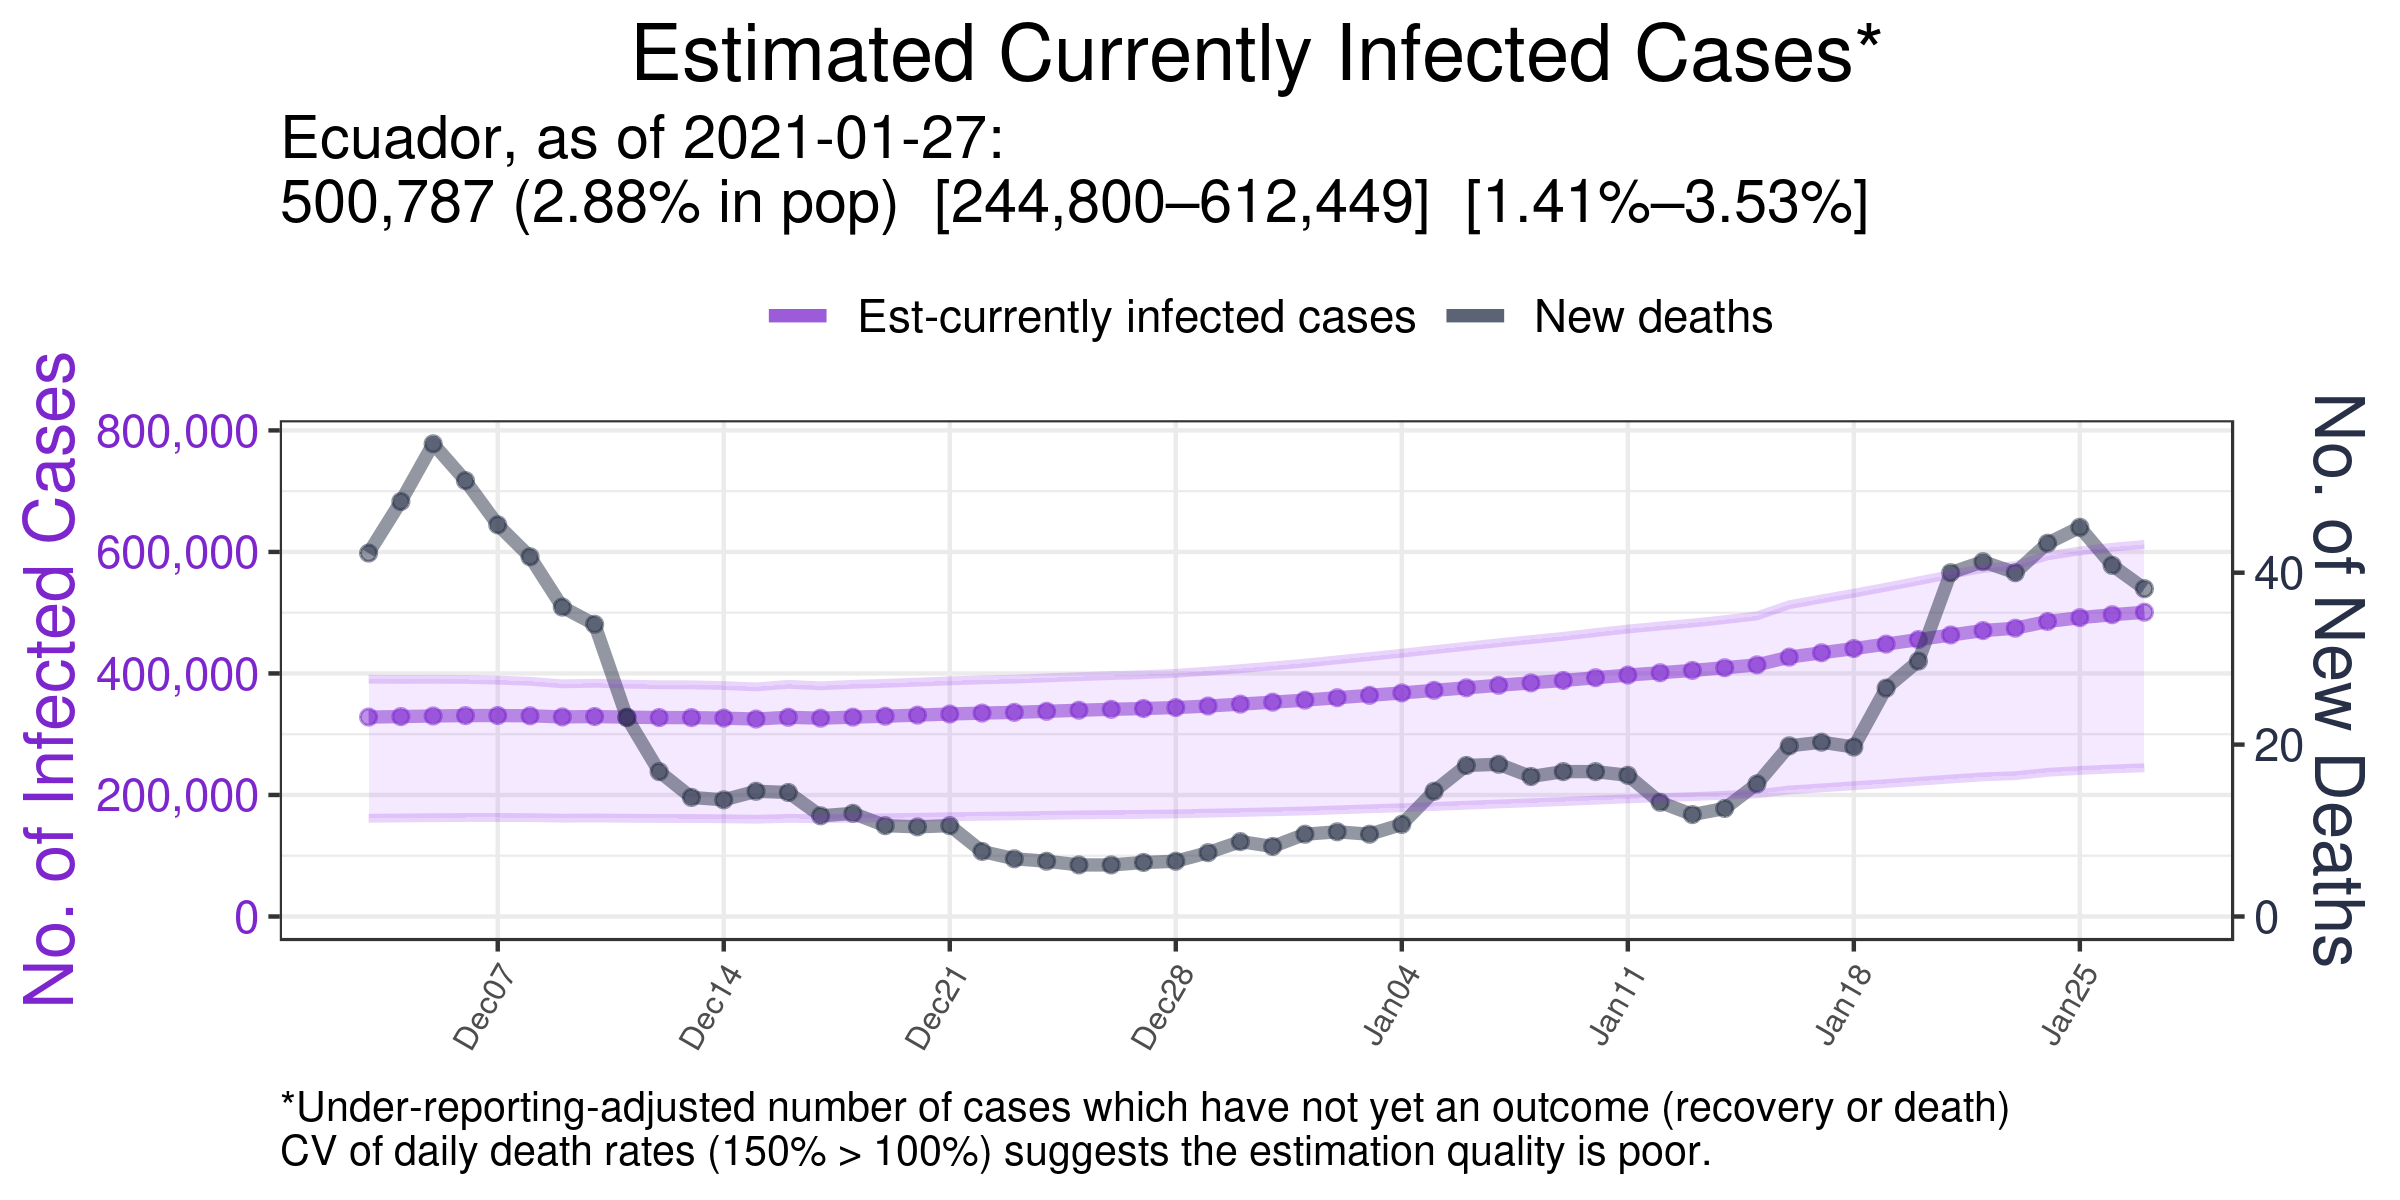 Estimated Currently Infected Cases*
Ecuador, as of 2021-01-27:
500,787 (2.88% in pop)  [244,800–612,449]  [1.41%–3.53%]
Est-currently infected cases
New deaths
No. of Infected Cases
800,000
600,000
400,000
200,000
0
No. of New Deaths
40
20
0
Dec07
Dec14
Dec21
Dec28
Jan04
Jan11
Jan18
Jan25
*Under-reporting-adjusted number of cases which have not yet an outcome (recovery or death)
CV of daily death rates (150% > 100%) suggests the estimation quality is poor.